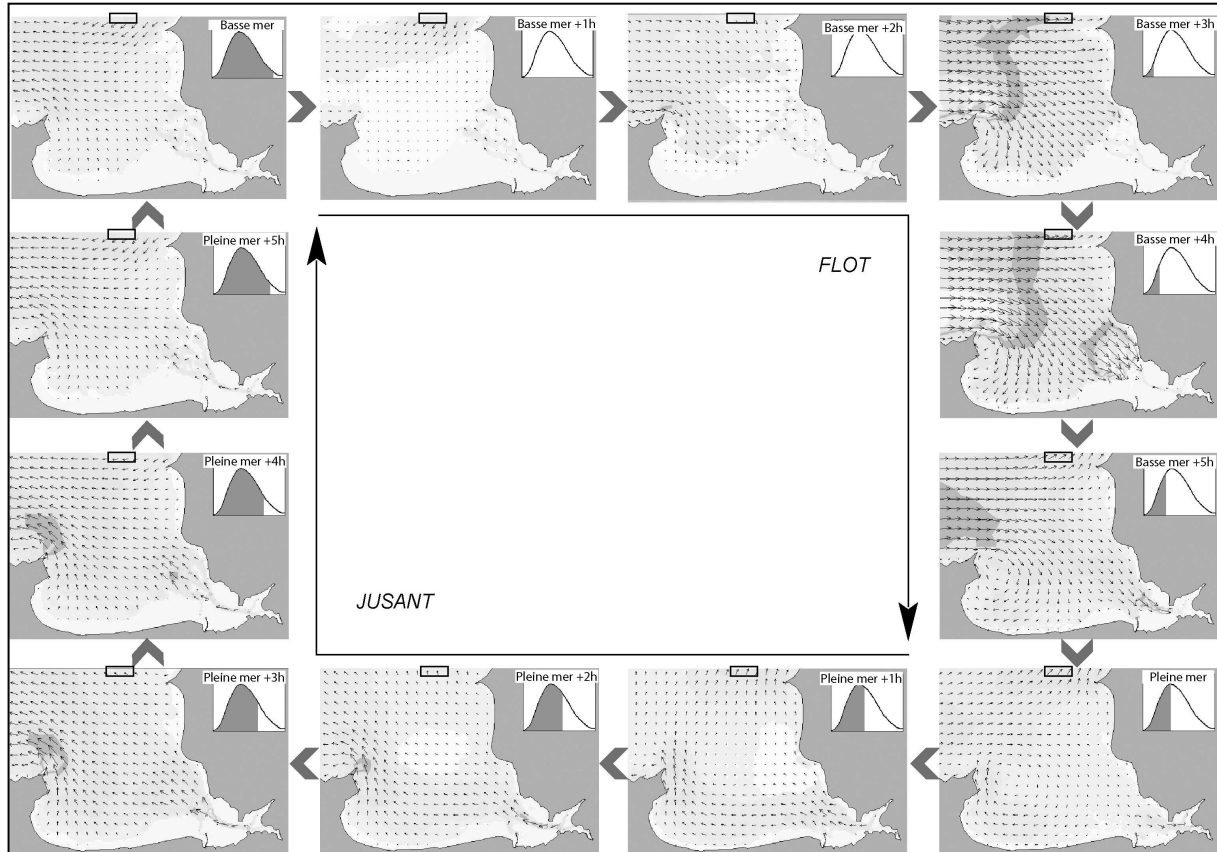 Basse mer
Basse mer +1h
Basse mer +2h
Basse mer +3h
Pleine mer +5h
FLOT
Basse mer +4h
Pleine mer +4h
JUSANT
Basse mer +5h
Pleine mer +3h
Pleine mer +2h
Pleine mer +1h
Pleine mer